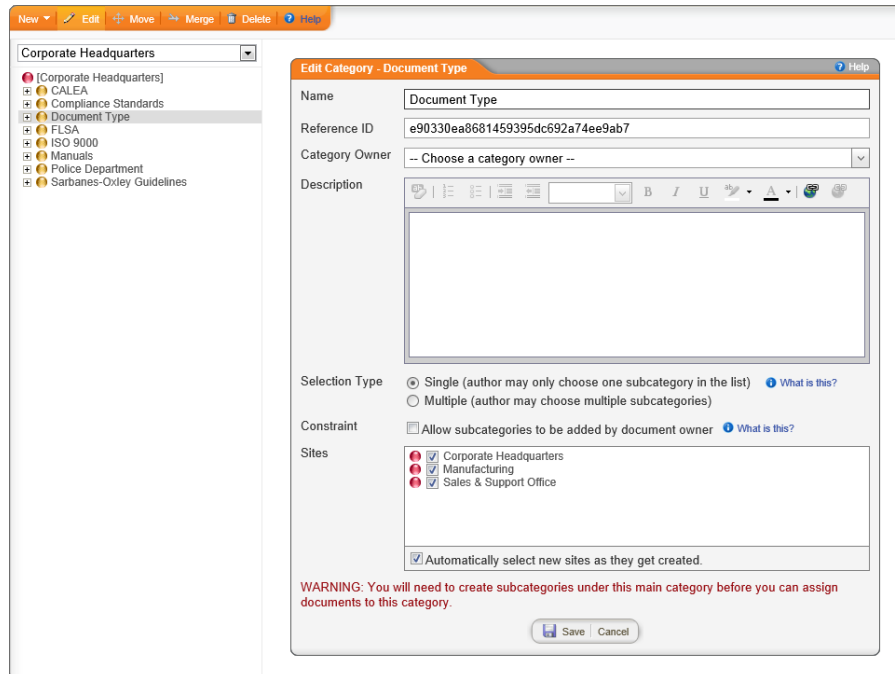 New Edit Move Merge Delete Help
Corporate Headquarters
[Corporate Headquarters]
CALEA
Compliance Standards
Document Type
FLSA
ISO 9000
Manuals
Police Department
Sarbanes-Oxley Guidelines
Edit Category - Document Type Help
Name Document Type
Reference ID e90330ea8681459395dc692a74ee9ab7
Category Owner -- Choose a category owner --
Description
B I U ab A
Selection Type Single (author may only choose one subcategory in the list) What is this?
Multiple (author may choose multiple subcategories)
Constraint Allow subcategories to be added by document owner What is this?
Sites Corporate Headquarters
Manufacturing
Sales & Support Office
Automatically select new sites as they get created.
WARNING: You will need to create subcategories under this main category before you can assign
documents to this category.
Save Cancel